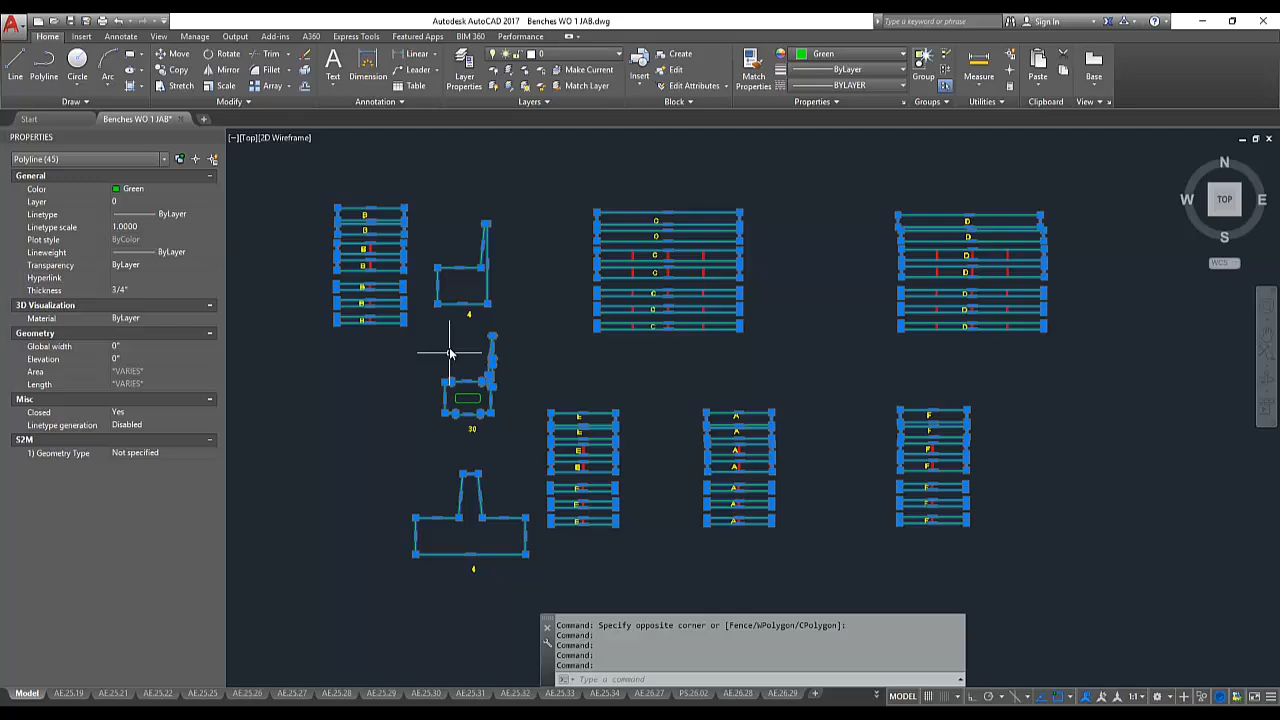 Autodesk AutoCAD 2017 Benches WO 1 JAB.dwg
Type a keyword or phrase
Sign In
Home Insert Annotate View Manage Output Add-ins A360 Express Tools Featured Apps BIM 360 Performance
Line Polyline Circle Arc
Move Rotate Trim
Copy Mirror Fillet
Stretch Scale Array
Text Dimension
Linear
Leader
Table
Layer Properties
0
Make Current
Match Layer
Insert
Create
Edit
Edit Attributes
Match Properties
Green
ByLayer
BYLAYER
Group
Measure
Paste
Base
Draw Modify Annotation Layers Block Properties Groups Utilities Clipboard View
Start Benches WO 1 JAB*
PROPERTIES
[−][Top][2D Wireframe]
Polyline (45)
General
Color Green
Layer 0
Linetype ByLayer
Linetype scale 1.0000
Plot style ByColor
Lineweight ByLayer
Transparency ByLayer
Hyperlink
Thickness 3/4"
3D Visualization
Material ByLayer
Geometry
Global width 0"
Elevation 0"
Area *VARIES*
Length *VARIES*
Misc
Closed Yes
Linetype generation Disabled
S2M
1) Geometry Type Not specified
N
W TOP E
S
WCS
B
B
B
B
B
B
4
30
4
D
D
D
D
D
D
D
E
E
E
A
A
A
A
A
A
A
F
F
F
F
F
F
F
Command: Specify opposite corner or [Fence/WPolygon/CPolygon]:
Command:
Command:
Command:
Command:
Type a command
Model AE.25.19 AE.25.21 AE.25.22 AE.25.25 AE.25.26 AE.25.27 AE.25.28 AE.25.29 AE.25.30 AE.25.31 AE.25.32 AE.25.33 AE.25.34 AE.26.27 PS.26.02 AE.26.28 AE.26.29
MODEL
1:1